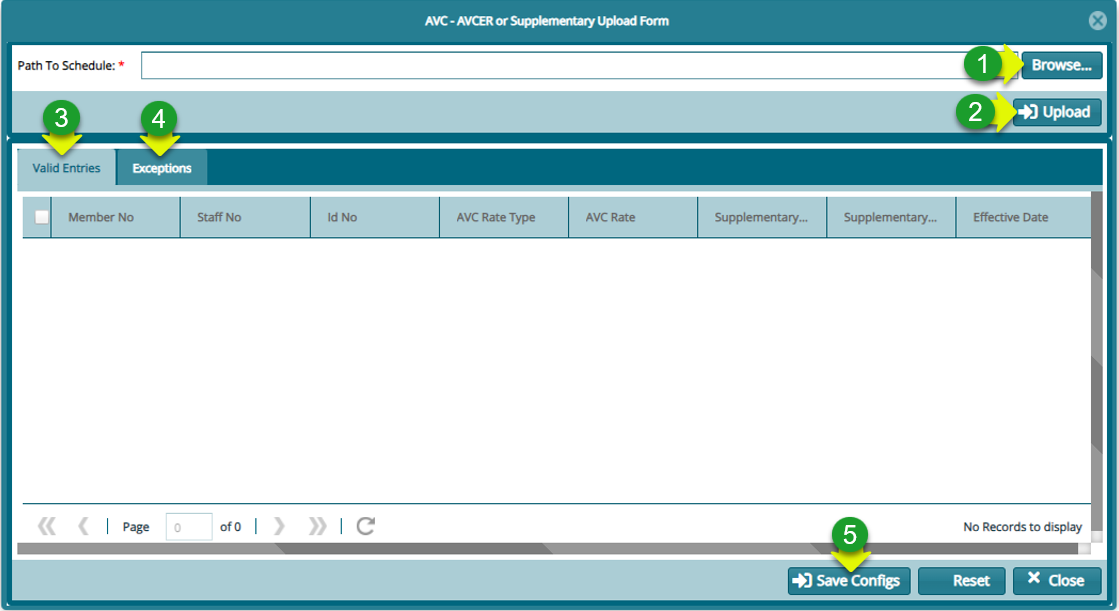 AVC - AVCER or Supplementary Upload Form
Path To Schedule: *
1
Browse...
2
Upload
3
4
Valid Entries
Exceptions
Member No
Staff No
Id No
AVC Rate Type
AVC Rate
Supplementary...
Supplementary...
Effective Date
Page 0 of 0
No Records to display
5
Save Configs
Reset
Close